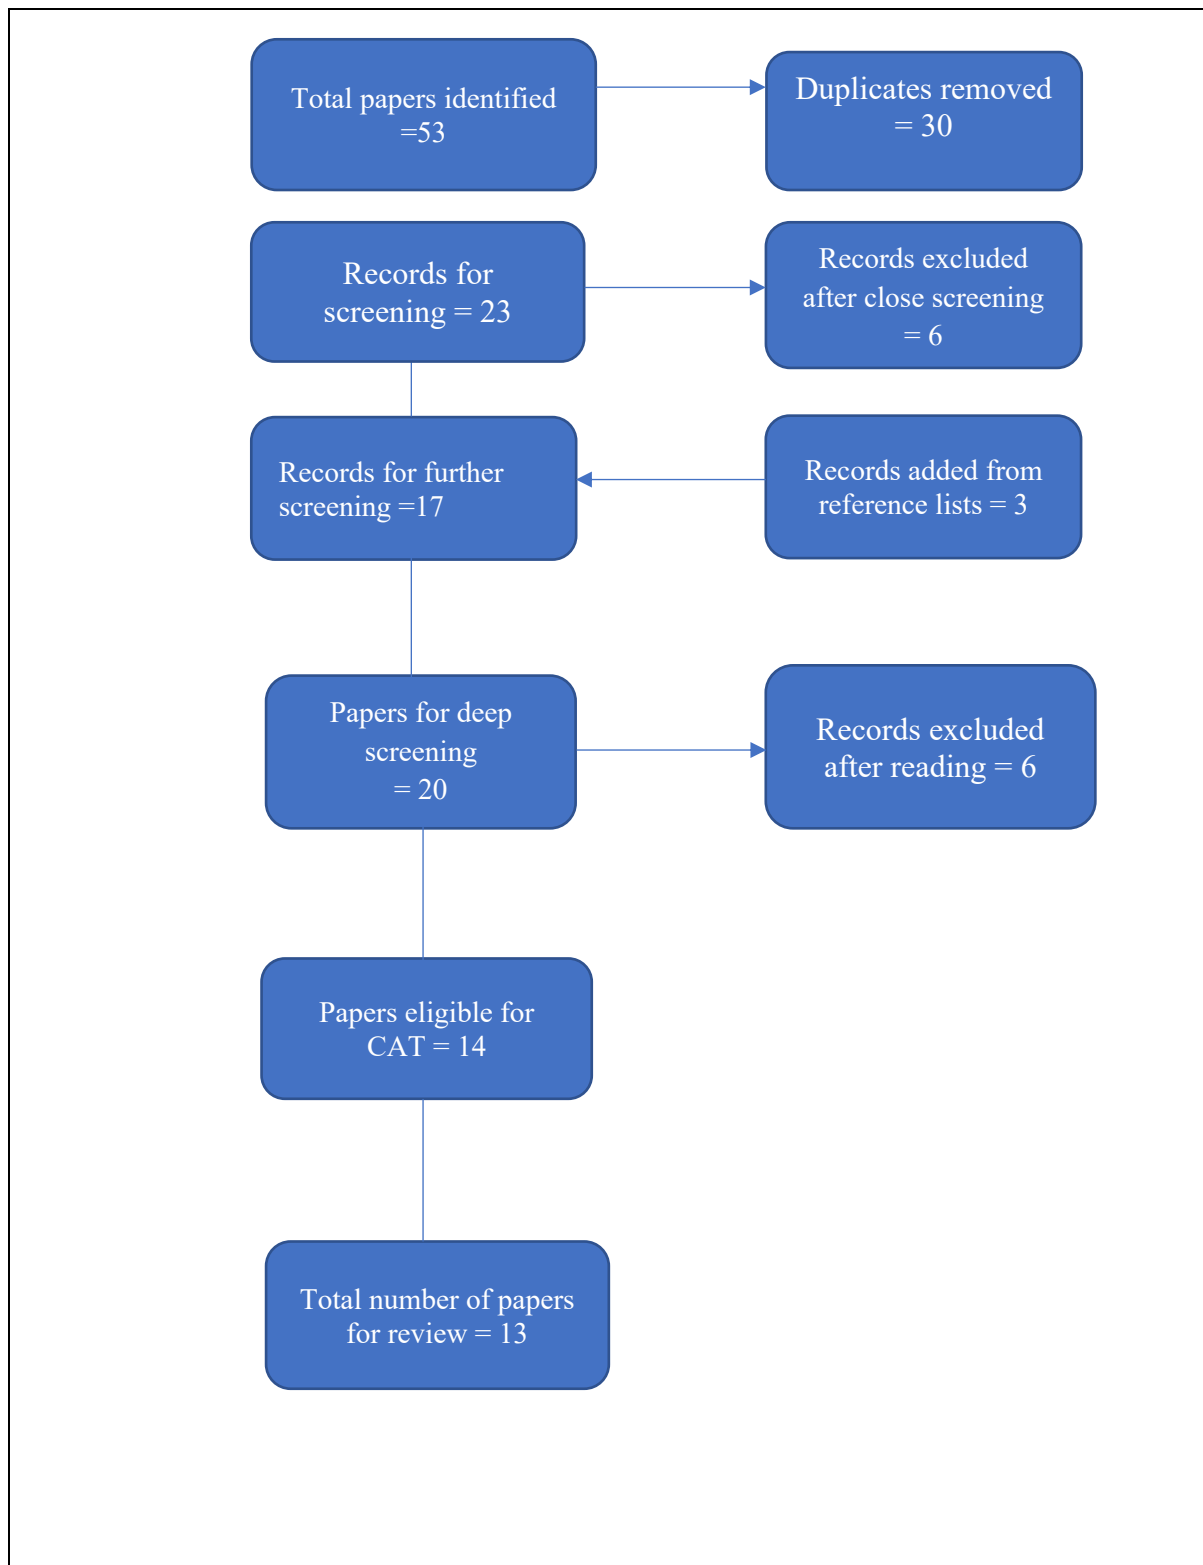 Total papers identified
=53
Duplicates removed
= 30
Records for
screening = 23
Records excluded
after close screening
= 6
Records for further
screening =17
Records added from
reference lists = 3
Papers for deep
screening
= 20
Records excluded
after reading = 6
Papers eligible for
CAT = 14
Total number of papers
for review = 13